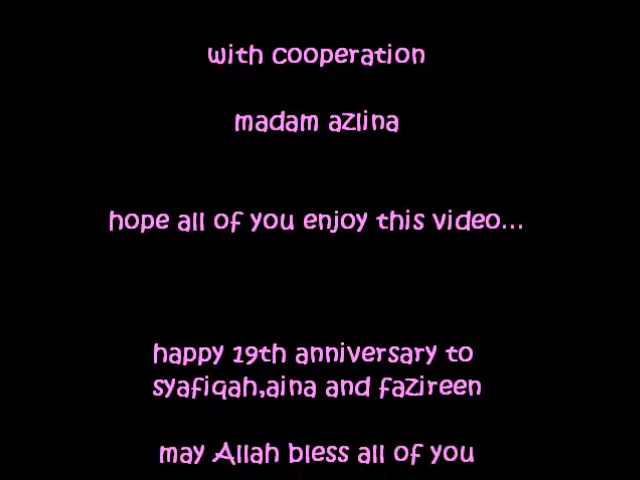 with cooperation
madam azlina
hope all of you enjoy this video...
happy 19th anniversary to
syafiqah,aina and fazireen
may Allah bless all of you